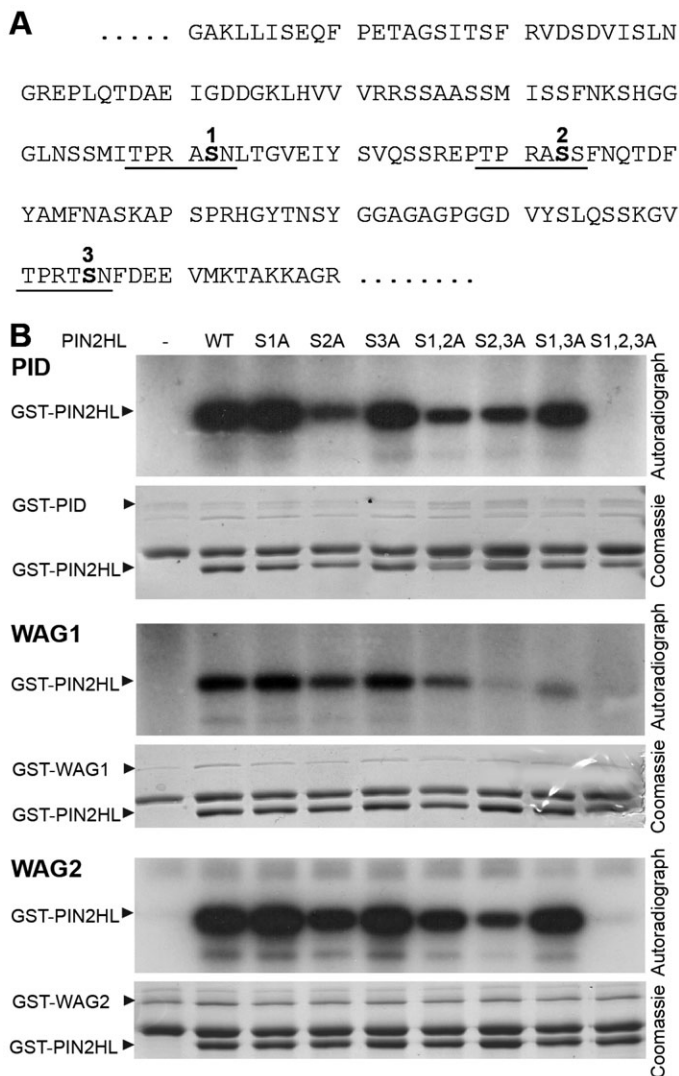 A
..... GAKLLISEQF PETAGSITSF RVDSDVISLN
GREPLQTDAE IGDDGKLHVV VRRSSAASSM ISSFNKSHGG
1 2
GLNSSMITPR ASNLTGVEIY SVQSSREPTP RASSFNQTDF
YAMFNASKAP SPRHGYTNSY GGAGAGPGGD VYSLQSSKGV
3
TPRTSNFDEE VMKTAKKAGR ........
B PIN2HL - WT S1A S2A S3A S1,2A S2,3A S1,3A S1,2,3A
PID
GST-PIN2HL
Autoradiograph
GST-PID
GST-PIN2HL
Coomassie
WAG1
GST-PIN2HL
Autoradiograph
GST-WAG1
GST-PIN2HL
Coomassie
WAG2
GST-PIN2HL
Autoradiograph
GST-WAG2
GST-PIN2HL
Coomassie